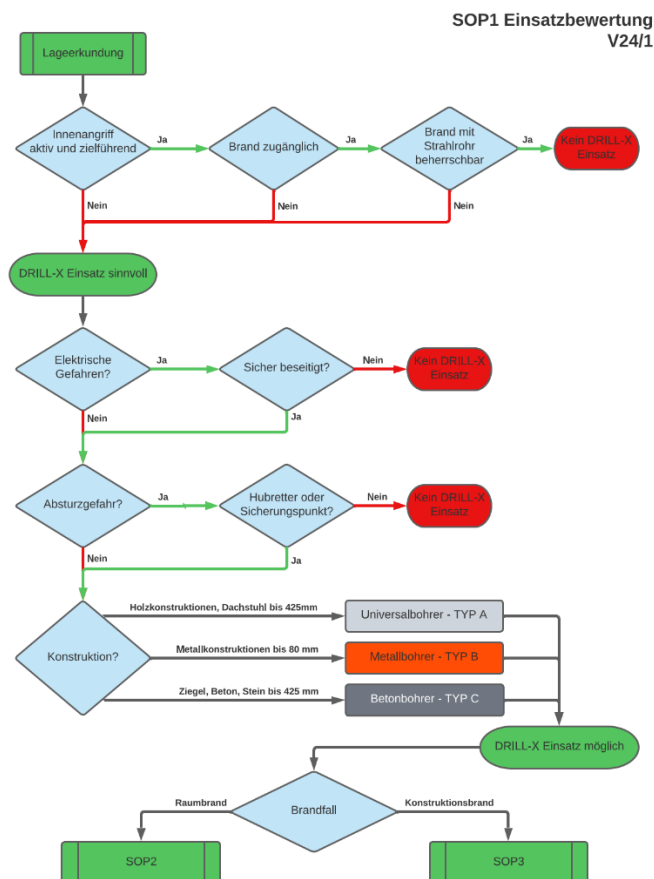 SOP1 Einsatzbewertung
V24/1
Lageerkundung
Innenangriff
aktiv und zielführend
Ja
Brand zugänglich
Ja
Brand mit
Strahlrohr
beherrschbar
Ja
Kein DRILL-X
Einsatz
Nein
Nein
Nein
DRILL-X Einsatz sinnvoll
Elektrische
Gefahren?
Ja
Sicher beseitigt?
Nein
Kein DRILL-X
Einsatz
Nein
Ja
Absturzgefahr?
Ja
Hubretter oder
Sicherungspunkt?
Nein
Kein DRILL-X
Einsatz
Nein
Ja
Konstruktion?
Holzkonstruktionen, Dachstuhl bis 425mm
Universalbohrer - TYP A
Metallkonstruktionen bis 80 mm
Metallbohrer - TYP B
Ziegel, Beton, Stein bis 425 mm
Betonbohrer - TYP C
DRILL-X Einsatz möglich
Brandfall
Raumbrand
Konstruktionsbrand
SOP2
SOP3